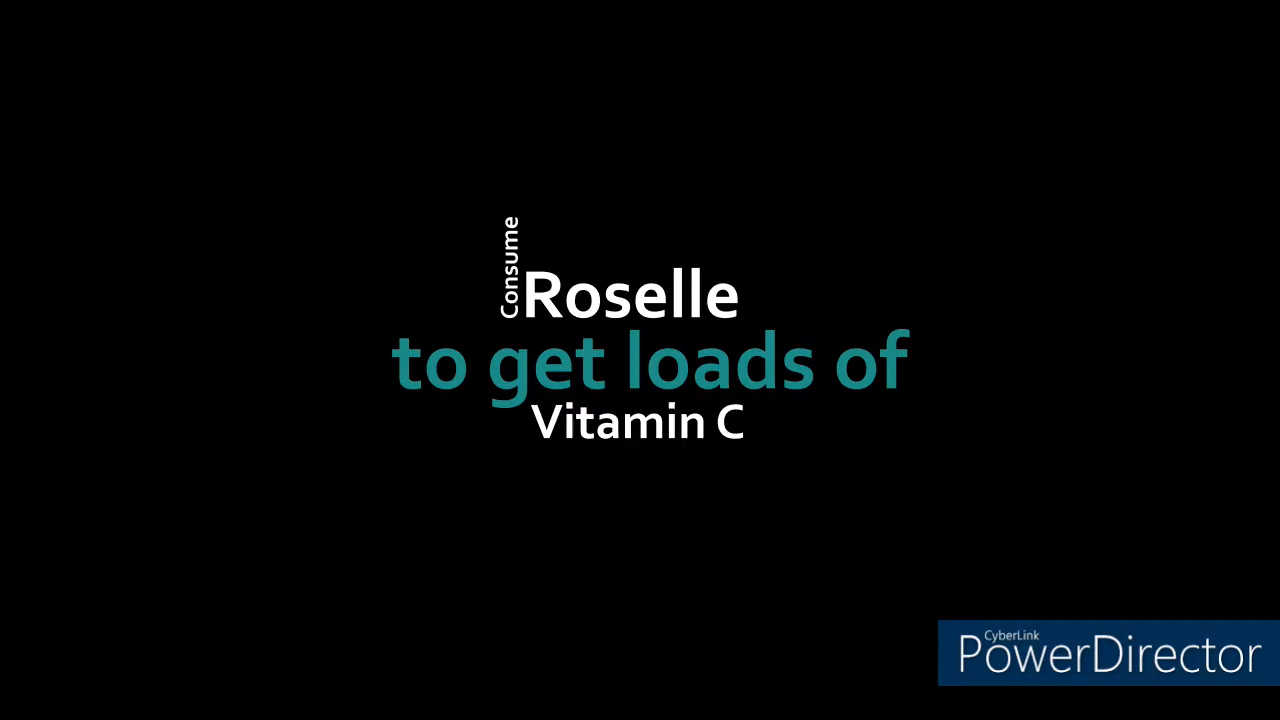 Consume
Roselle
to get loads of
Vitamin C
CyberLink
PowerDirector